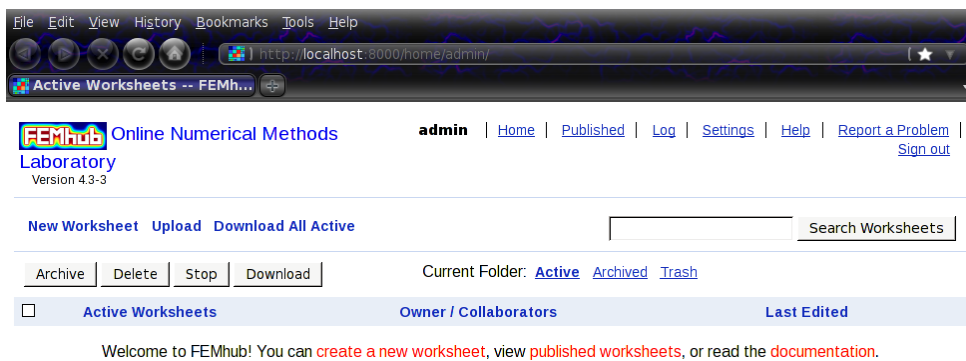 File Edit View History Bookmarks Tools Help
http://localhost:8000/home/admin/
Active Worksheets -- FEMh...
FEMhub Online Numerical Methods
Laboratory
Version 4.3-3
admin | Home | Published | Log | Settings | Help | Report a Problem |
Sign out
New Worksheet Upload Download All Active
Search Worksheets
Archive Delete Stop Download Current Folder: Active Archived Trash
Active Worksheets Owner / Collaborators Last Edited
Welcome to FEMhub! You can create a new worksheet, view published worksheets, or read the documentation.